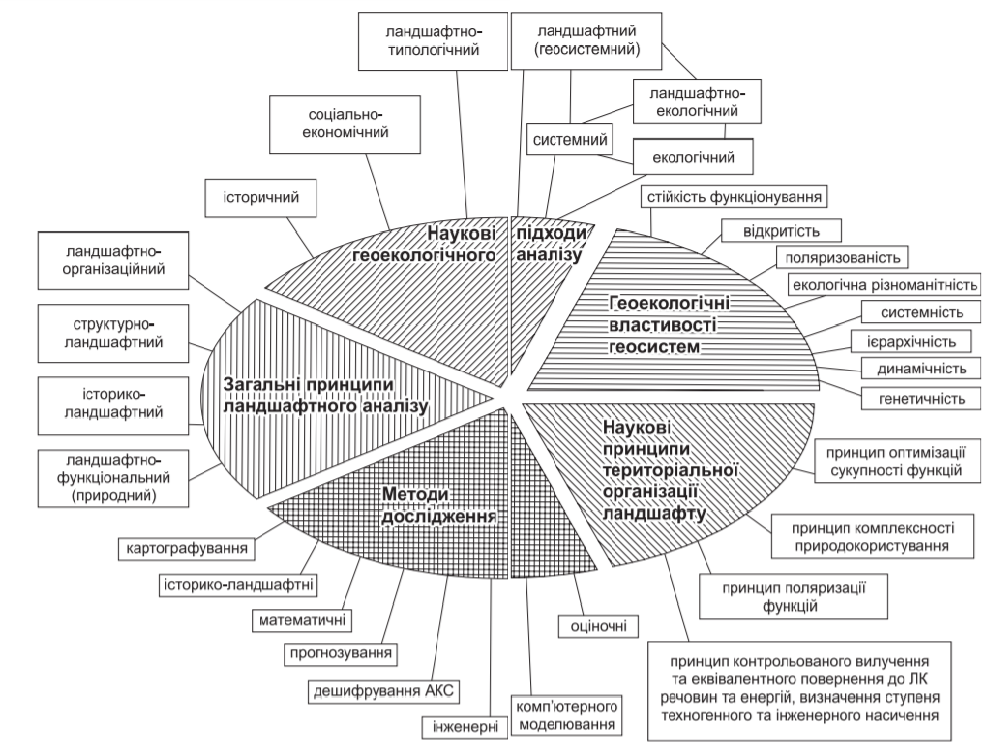 ландшафтно-
типологічний
ландшафтний
(геосистемний)
ландшафтно-
екологічний
соціально-
економічний
системний
екологічний
історичний
стійкість функціонування
Наукові
геоекологічного
підходи
аналізу
відкритість
поляризованість
екологічна різноманітність
системність
ієрархічність
динамічність
генетичність
Геоекологічні
властивості
геосистем
ландшафтно-
організаційний
структурно-
ландшафтний
історико-
ландшафтний
ландшафтно-
функціональний
(природний)
Загальні принципи
ландшафтного аналізу
Наукові
принципи
територіальної
організації
ландшафту
Методи
дослідження
принцип оптимізації
сукупності функцій
принцип комплексності
природокористування
принцип поляризації
функцій
принцип контрольованого вилучення
та еквівалентного повернення до ЛК
речовин та енергій, визначення ступеня
техногенного та інженерного насичення
картографування
історико-ландшафтні
математичні
прогнозування
дешифрування АКС
інженерні
комп'ютерного
моделювання
оціночні